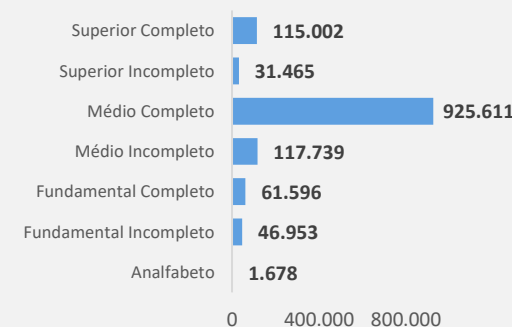 Superior Completo 115.002
Superior Incompleto 31.465
Médio Completo 925.611
Médio Incompleto 117.739
Fundamental Completo 61.596
Fundamental Incompleto 46.953
Analfabeto 1.678
0 400.000 800.000